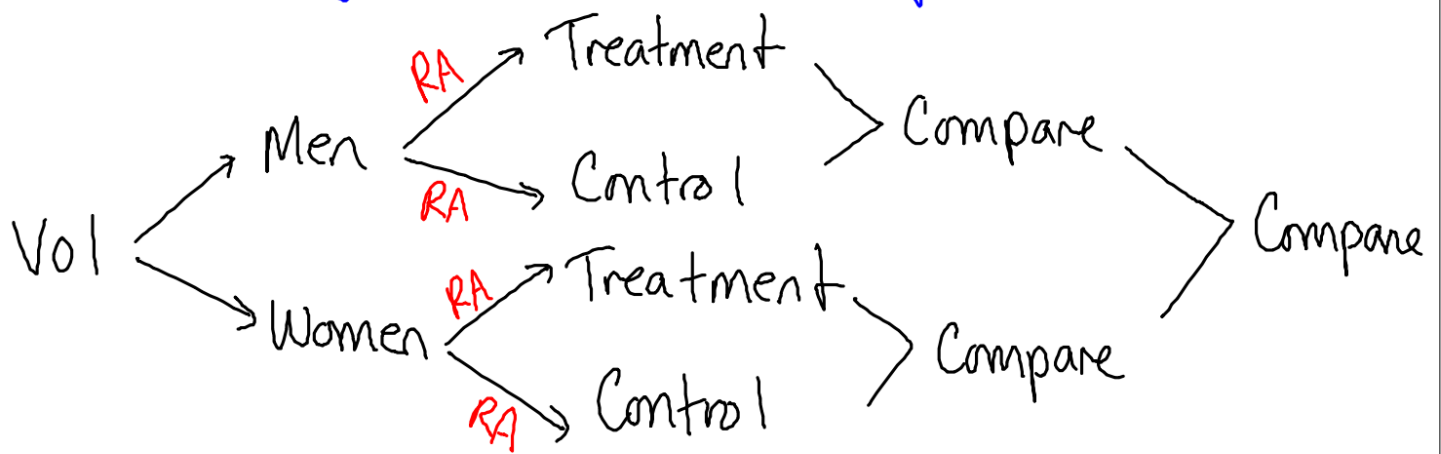 Treatment
RA
Men
Compare
RA
Control
Vol
Compare
RA
Treatment
Women
Compare
RA
Control